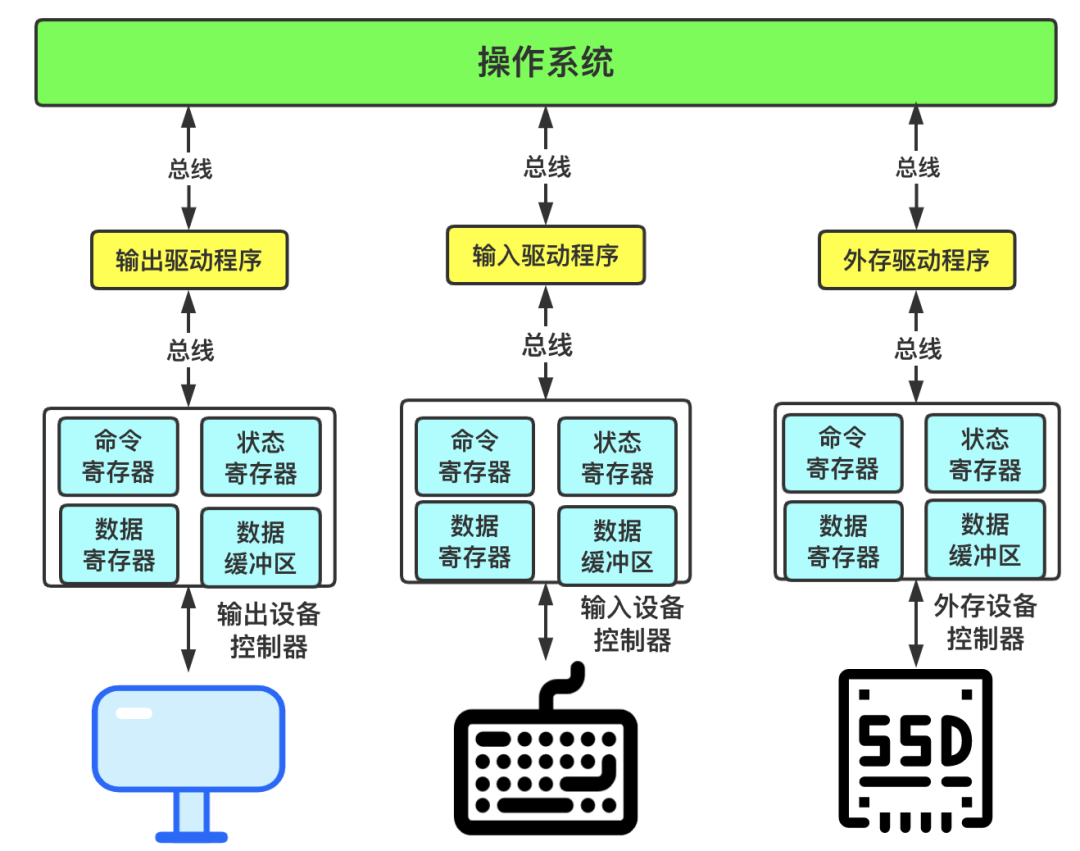 操作系统
总线
总线
总线
输出驱动程序
输入驱动程序
外存驱动程序
总线
总线
总线
命令
寄存器
状态
寄存器
数据
寄存器
数据
缓冲区
命令
寄存器
状态
寄存器
数据
寄存器
数据
缓冲区
命令
寄存器
状态
寄存器
数据
寄存器
数据
缓冲区
输出设备
控制器
输入设备
控制器
外存设备
控制器
SSD